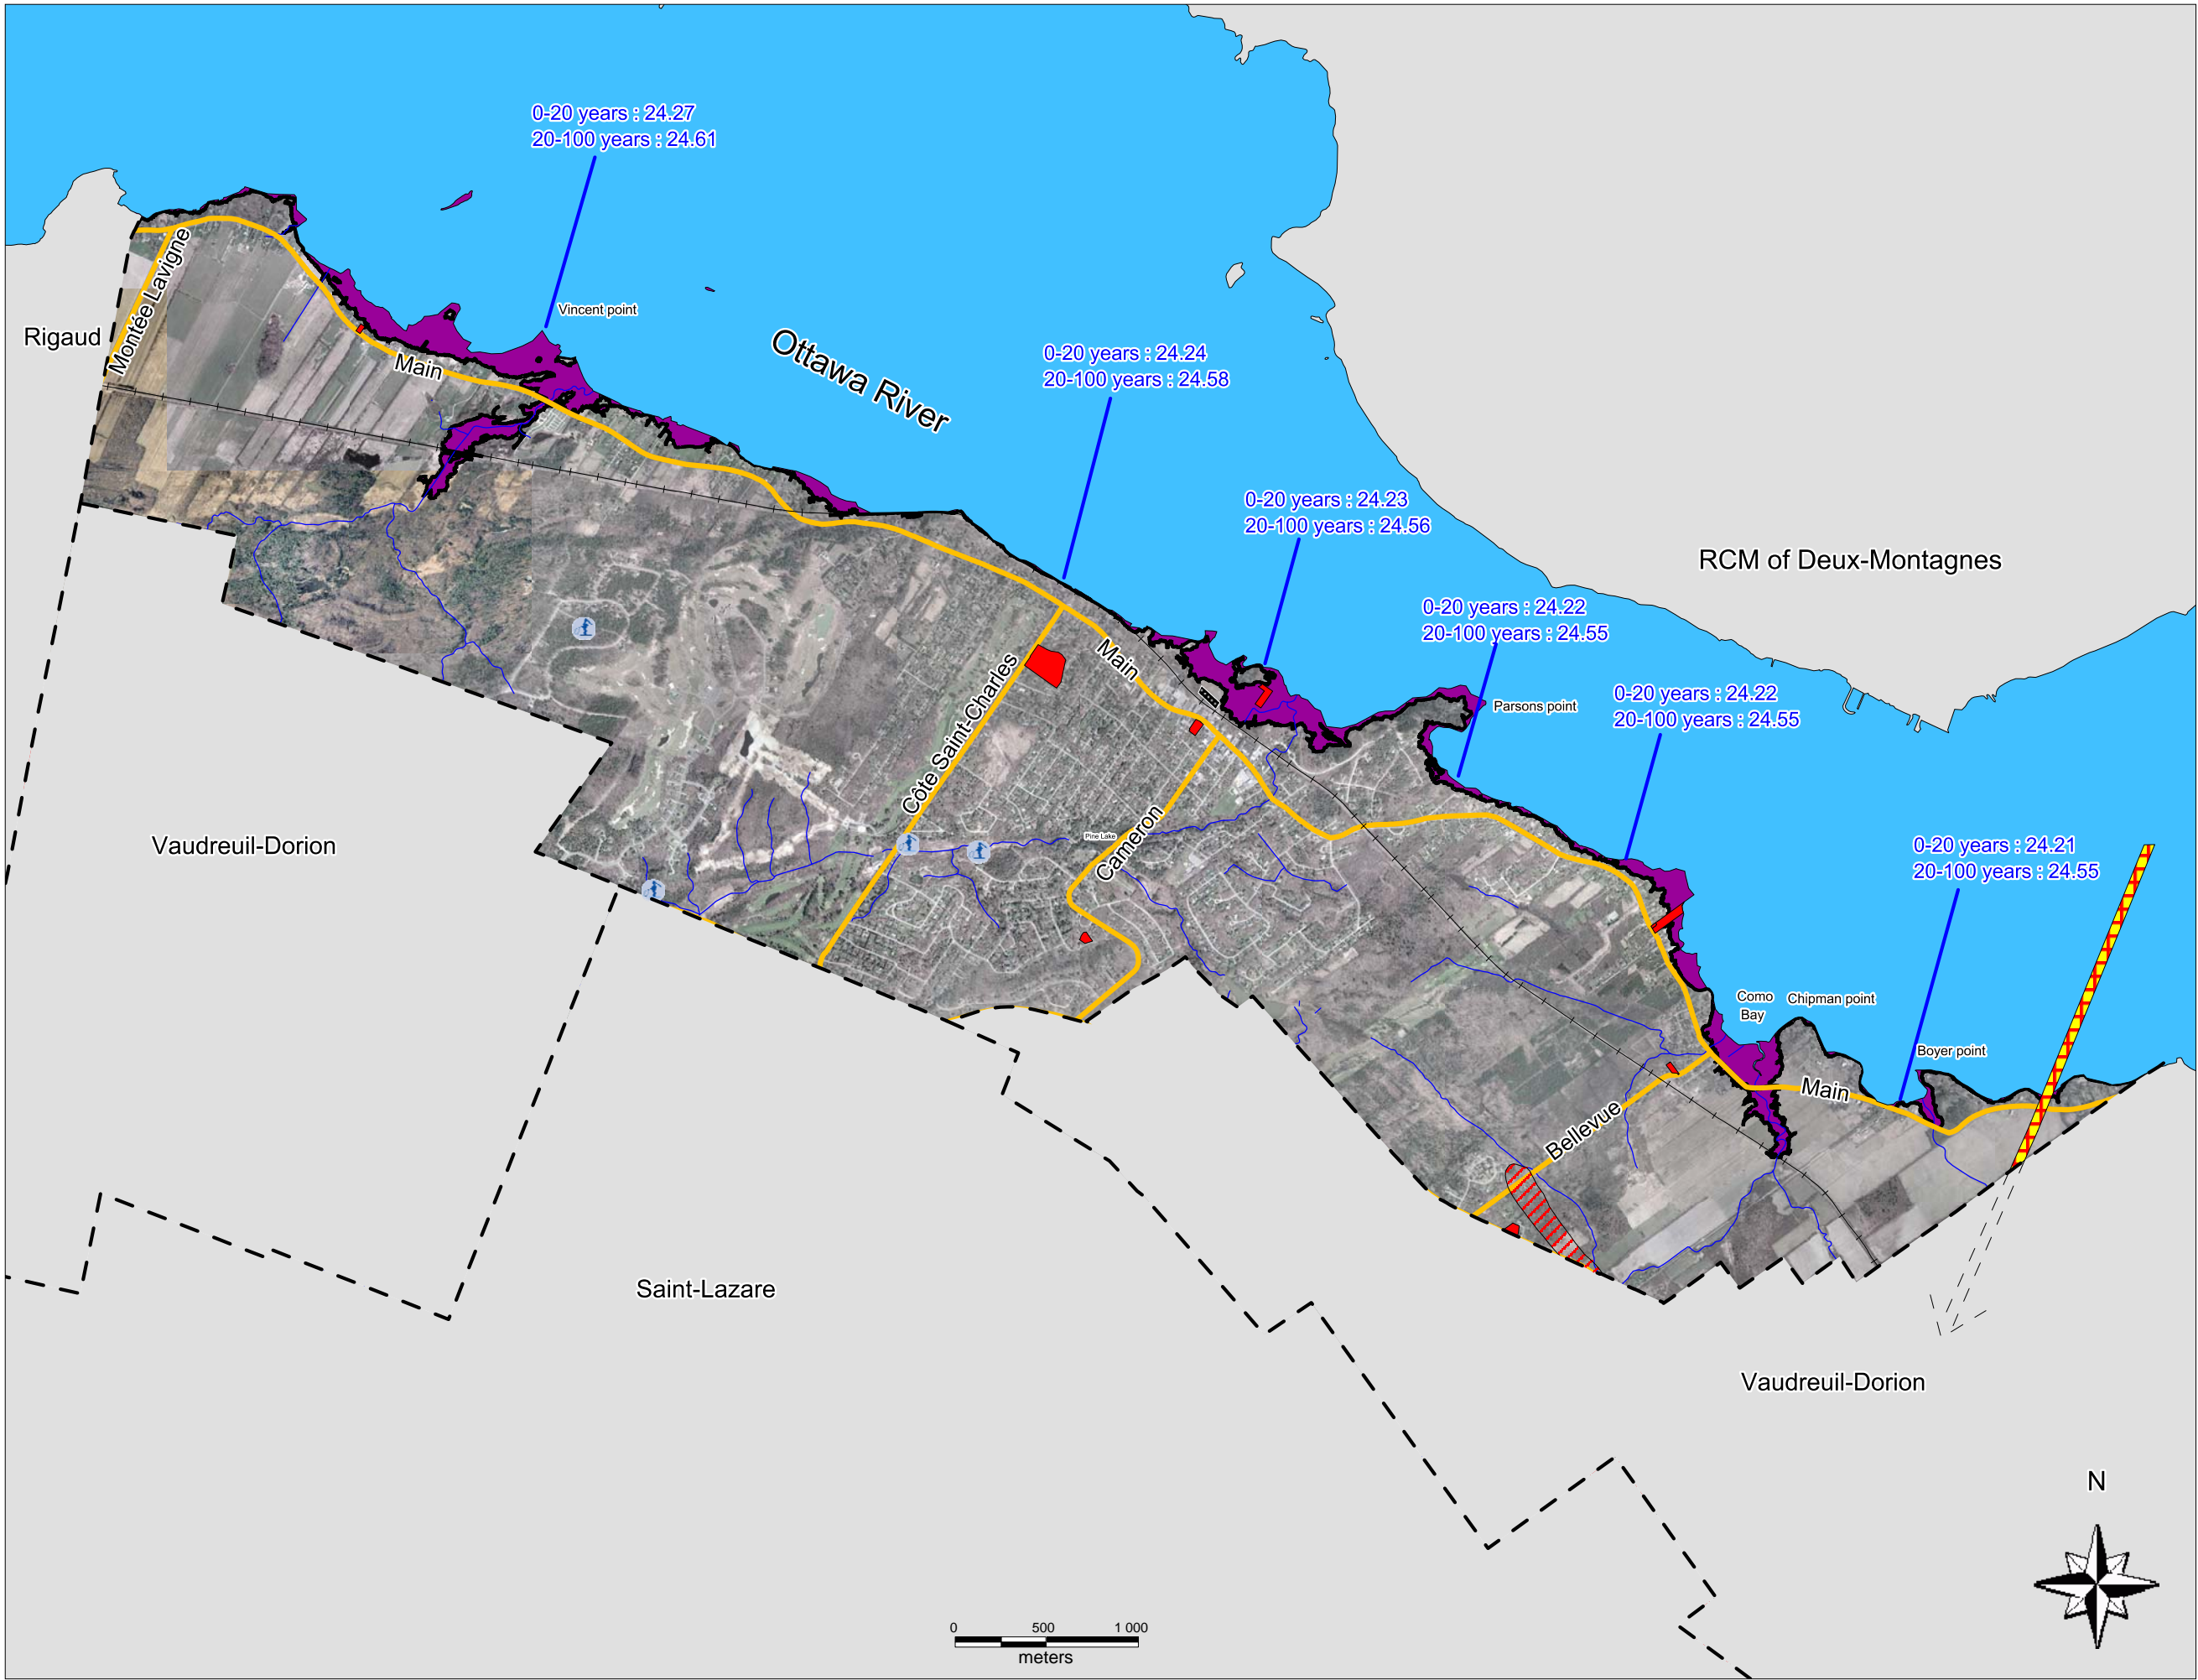 0-20 years : 24.27
20-100 years : 24.61
Vincent point
Montée Lavigne
Rigaud
Main
Ottawa River
0-20 years : 24.24
20-100 years : 24.58
0-20 years : 24.23
20-100 years : 24.56
RCM of Deux-Montagnes
0-20 years : 24.22
20-100 years : 24.55
Main
Côte Saint-Charles
Parsons point
0-20 years : 24.22
20-100 years : 24.55
Vaudreuil-Dorion
Pine Lake
Cameron
0-20 years : 24.21
20-100 years : 24.55
Como
Bay
Chipman point
Boyer point
Main
Bellevue
Saint-Lazare
Vaudreuil-Dorion
N
0 500 1 000
meters